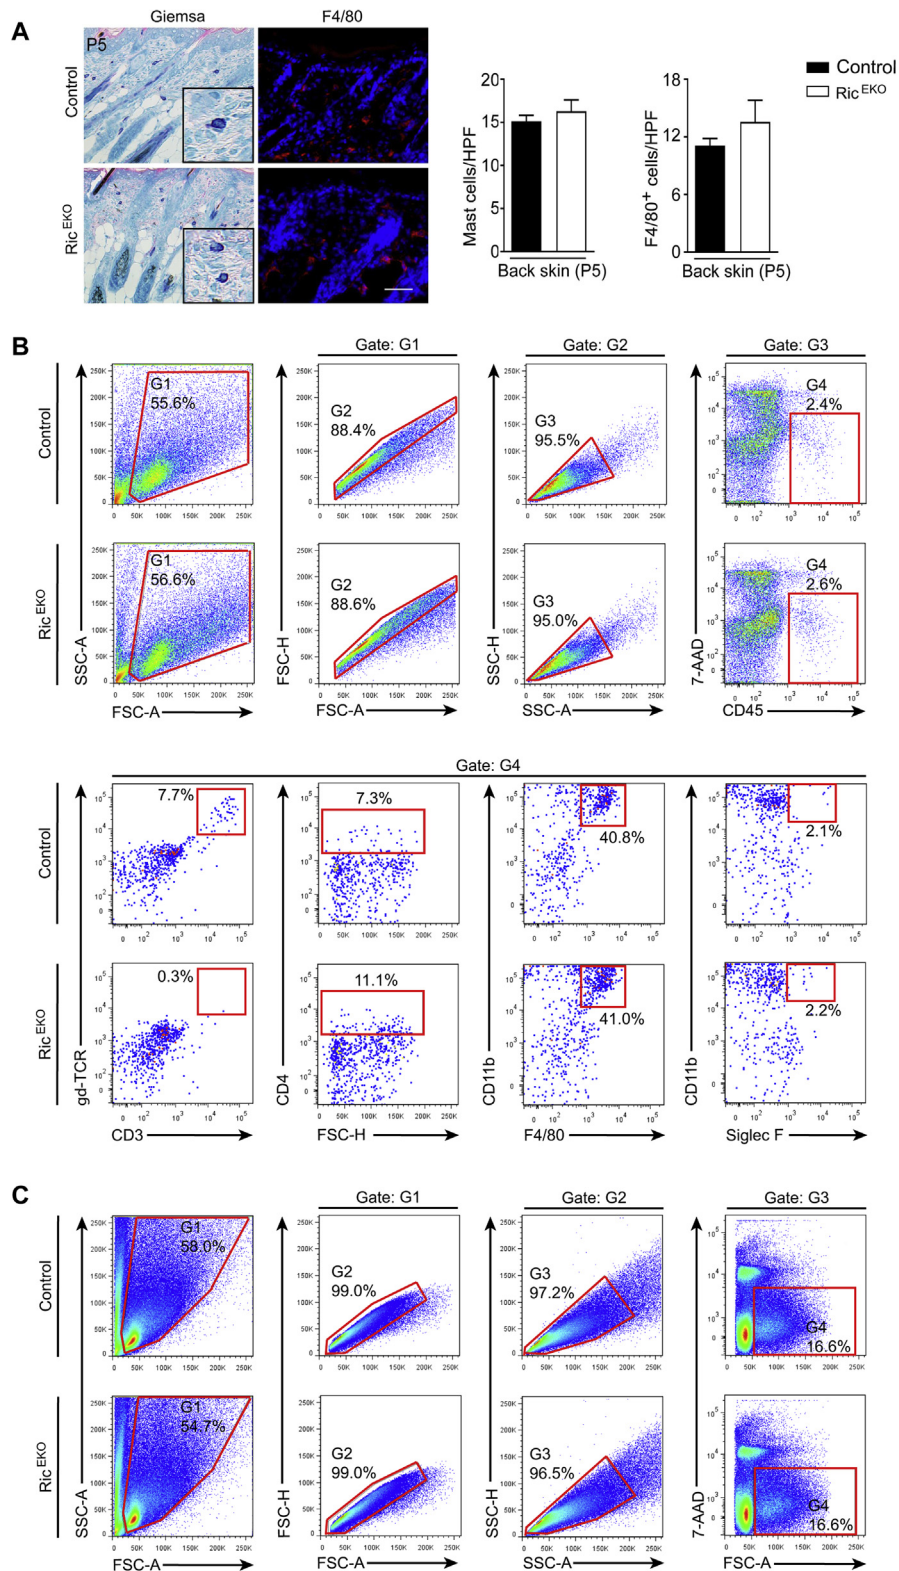 A
Giemsa
F4/80
P5
Control
Ric EKO
20
15
10
5
0
Mast cells/HPF
Back skin (P5)
18
12
6
0
F4/80+ cells/HPF
Back skin (P5)
Control
Ric EKO
B
Gate: G1
Gate: G2
Gate: G3
Control
G1
55.6%
G2
88.4%
G3
95.5%
G4
2.4%
Ric EKO
G1
56.6%
G2
88.6%
G3
95.0%
G4
2.6%
SSC-A
FSC-H
SSC-H
7-AAD
FSC-A
FSC-A
SSC-A
CD45
Gate: G4
Control
7.7%
7.3%
40.8%
2.1%
Ric EKO
0.3%
11.1%
41.0%
2.2%
gd-TCR
CD4
CD11b
CD11b
CD3
FSC-H
F4/80
Siglec F
C
Gate: G1
Gate: G2
Gate: G3
Control
G1
58.0%
G2
99.0%
G3
97.2%
G4
16.6%
Ric EKO
G1
54.7%
G2
99.0%
G3
96.5%
G4
16.6%
SSC-A
FSC-H
SSC-H
7-AAD
FSC-A
FSC-A
SSC-A
FSC-A